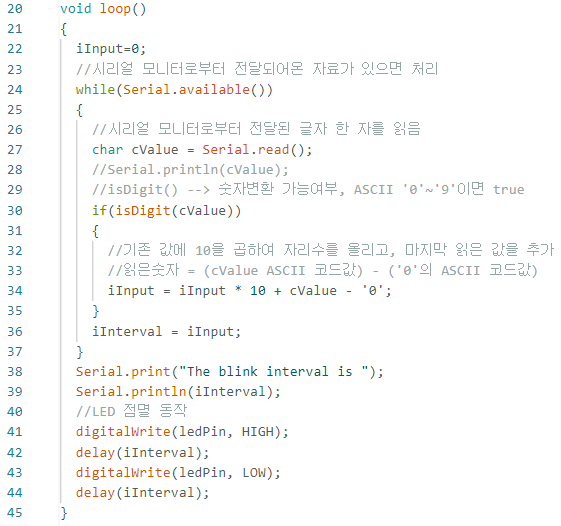 20 void loop()
21 {
22 iInput=0;
23 //시리얼 모니터로부터 전달되어온 자료가 있으면 처리
24 while(Serial.available())
25 {
26 //시리얼 모니터로부터 전달된 글자 한 자를 읽음
27 char cValue = Serial.read();
28 //Serial.println(cValue);
29 //isDigit() --> 숫자변환 가능여부, ASCII '0'~'9'이면 true
30 if(isDigit(cValue))
31 {
32 //기존 값에 10을 곱하여 자리수를 올리고, 마지막 읽은 값을 추가
33 //읽은숫자 = (cValue ASCII 코드값) - ('0'의 ASCII 코드값)
34 iInput = iInput * 10 + cValue - '0';
35 }
36 iInterval = iInput;
37 }
38 Serial.print("The blink interval is ");
39 Serial.println(iInterval);
40 //LED 점멸 동작
41 digitalWrite(ledPin, HIGH);
42 delay(iInterval);
43 digitalWrite(ledPin, LOW);
44 delay(iInterval);
45 }